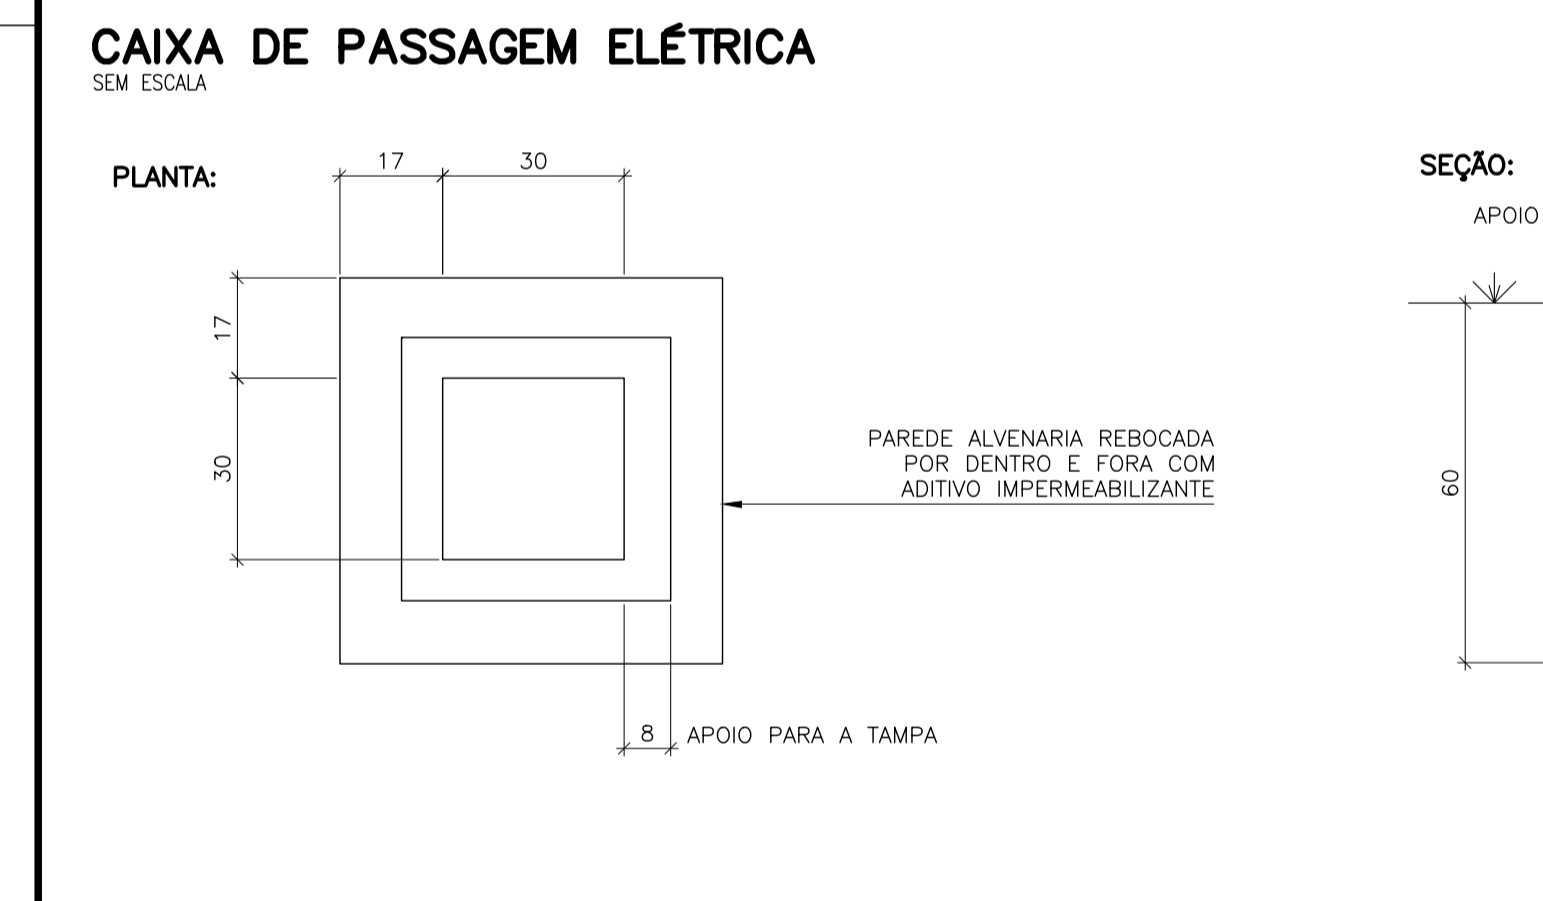 CAIXA DE PASSAGEM ELÉTRICA
SEM ESCALA
PLANTA:
17
30
17
30
PAREDE ALVENARIA REBOCADA
POR DENTRO E FORA COM
ADITIVO IMPERMEABILIZANTE
8 APOIO PARA A TAMPA
SEÇÃO:
APOIO
60